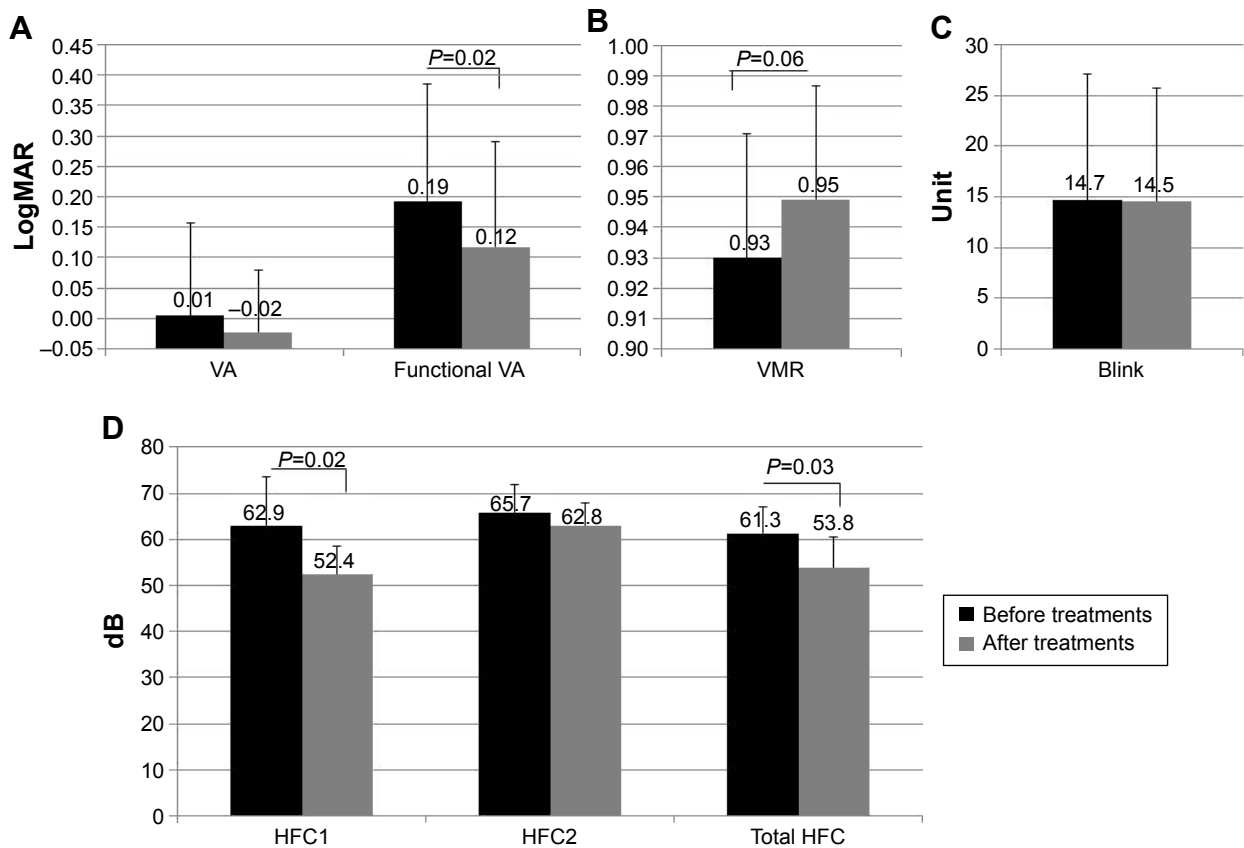 A
LogMAR
0.45
0.40
0.35
0.30
0.25
0.20
0.15
0.10
0.05
0.00
–0.05
P=0.02
0.01
–0.02
0.19
0.12
VA
Functional VA
B
1.00
0.99
0.98
0.97
0.96
0.95
0.94
0.93
0.92
0.91
0.90
P=0.06
0.93
0.95
VMR
C
Unit
30
25
20
15
10
5
0
14.7
14.5
Blink
D
dB
80
70
60
50
40
30
20
10
0
P=0.02
62.9
52.4
65.7
62.8
P=0.03
61.3
53.8
HFC1
HFC2
Total HFC
Before treatments
After treatments